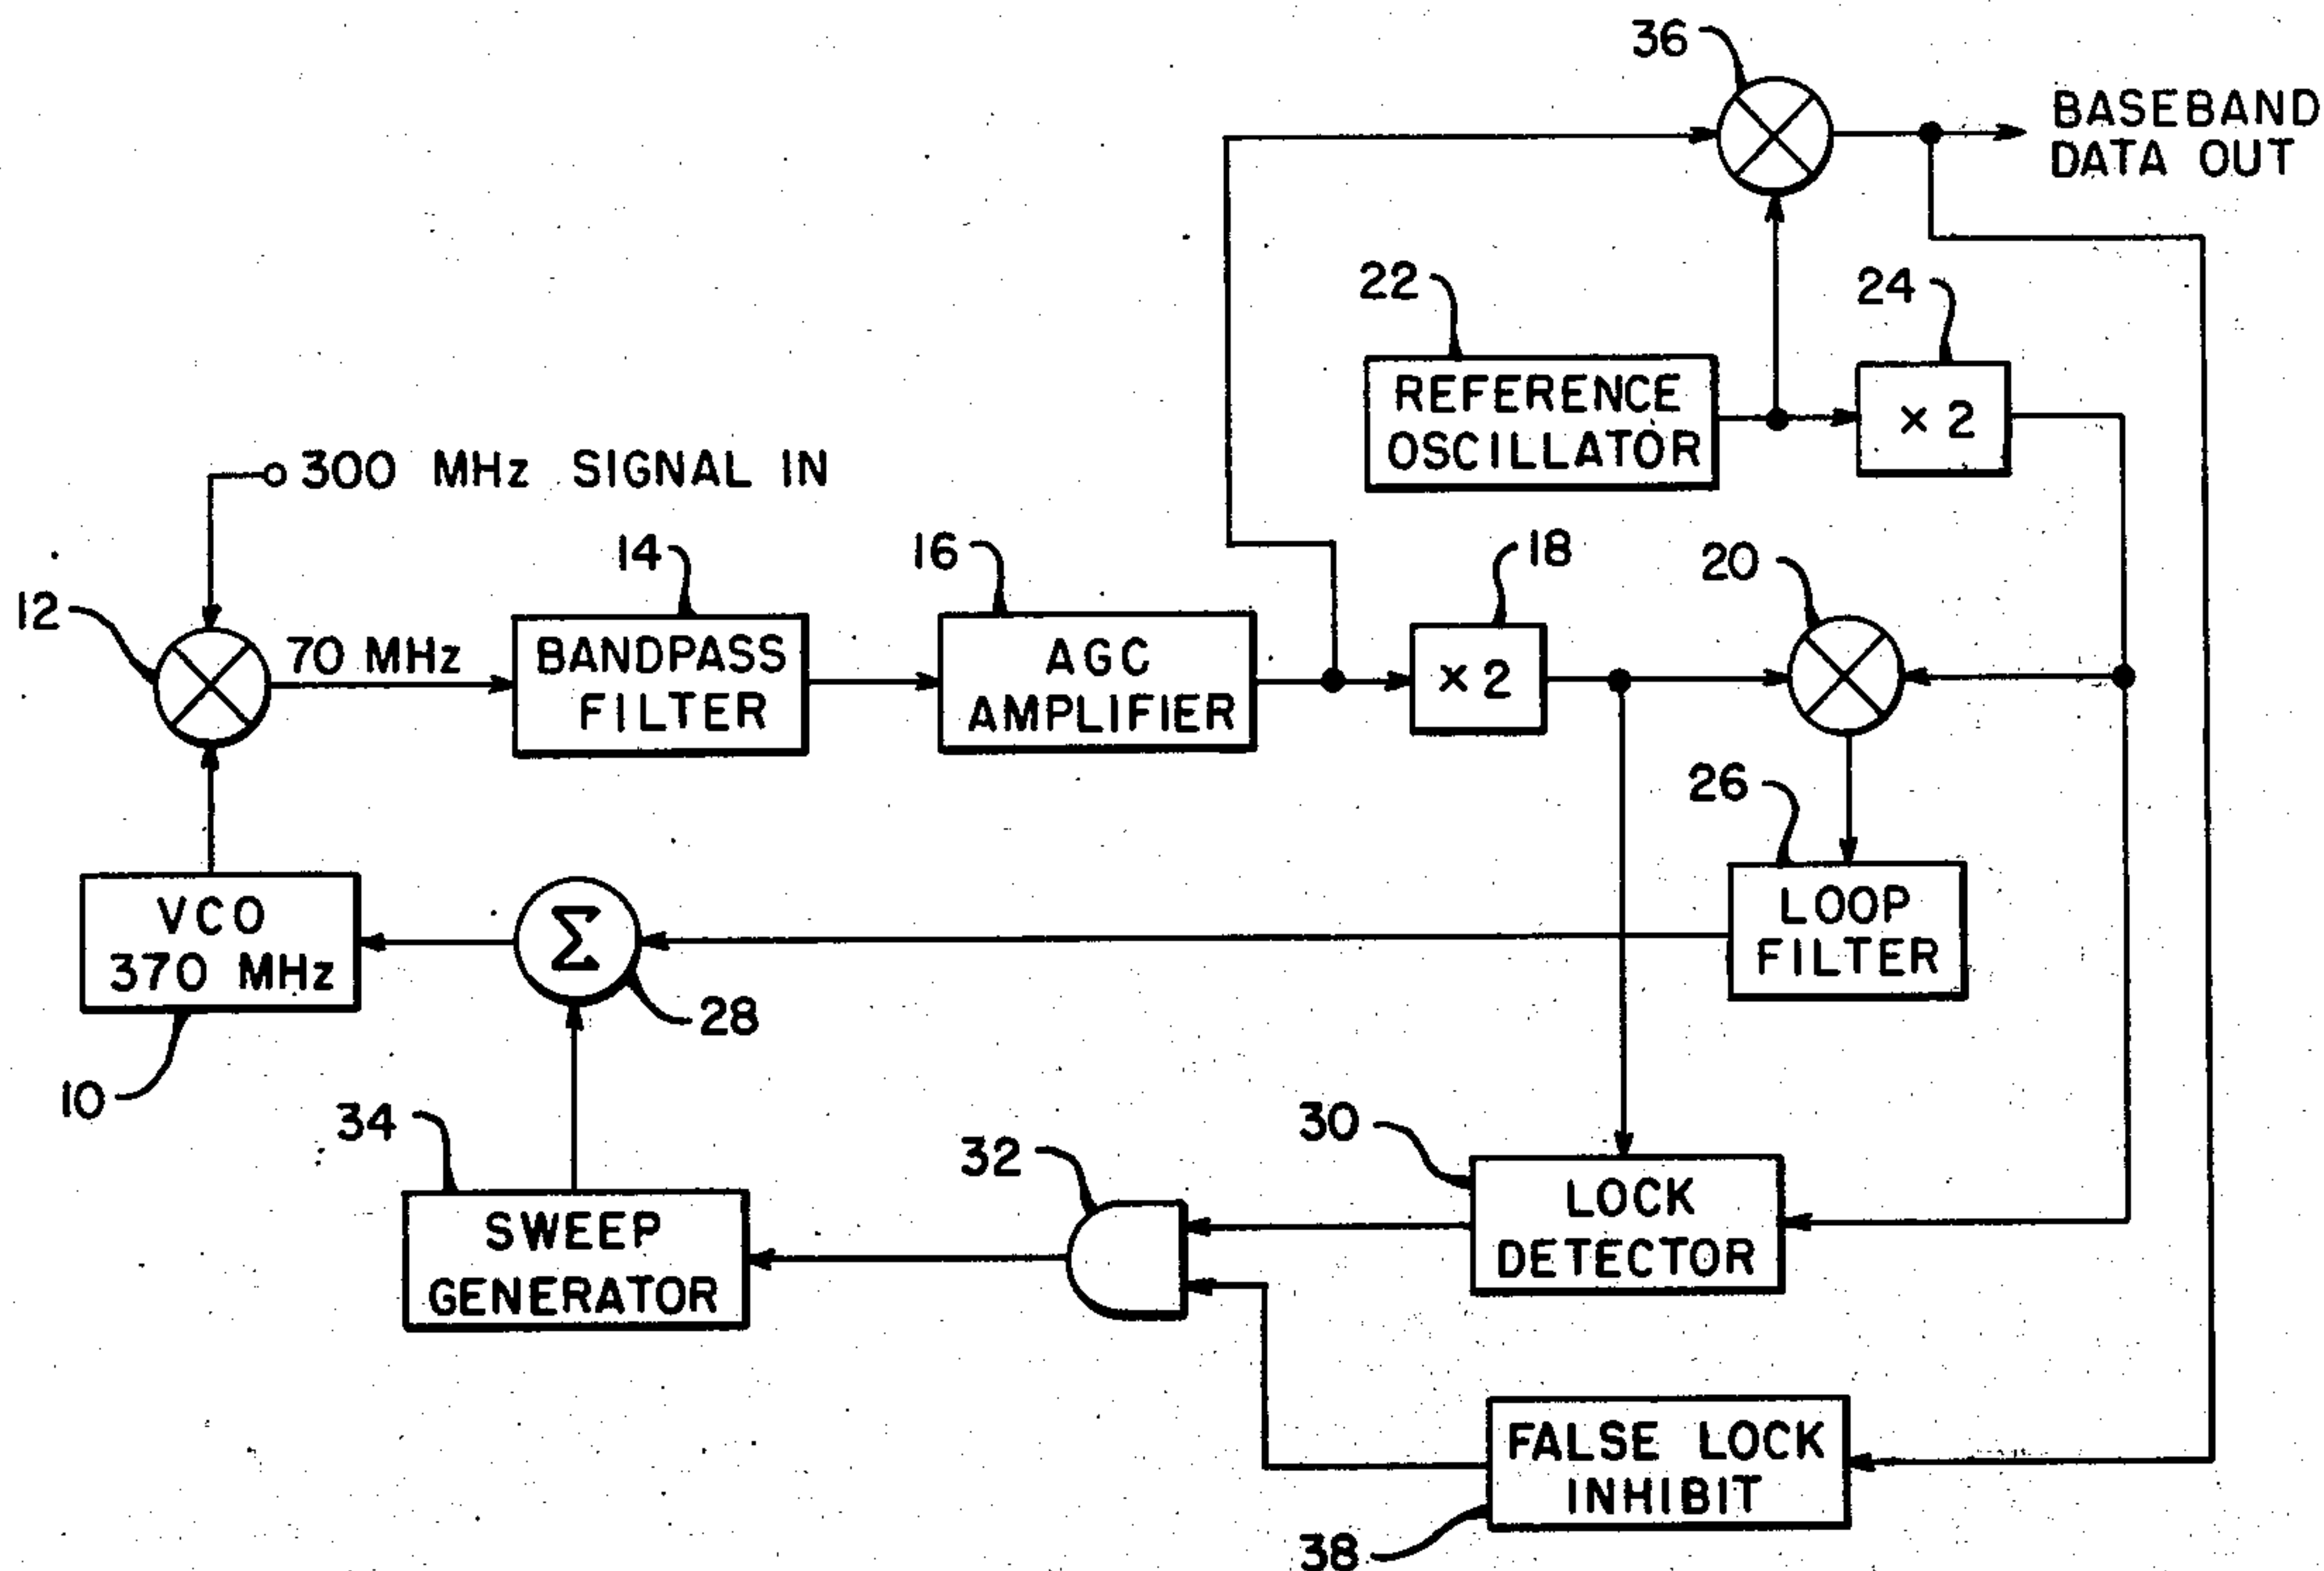 36
BASEBAND
DATA OUT
22
24
REFERENCE
OSCILLATOR
× 2
300 MHz SIGNAL IN
14
16
18
20
12
70 MHz
BANDPASS
FILTER
AGC
AMPLIFIER
× 2
26
VCO
370 MHz
Σ
LOOP
FILTER
28
10
34
32
30
SWEEP
GENERATOR
LOCK
DETECTOR
FALSE LOCK
INHIBIT
38